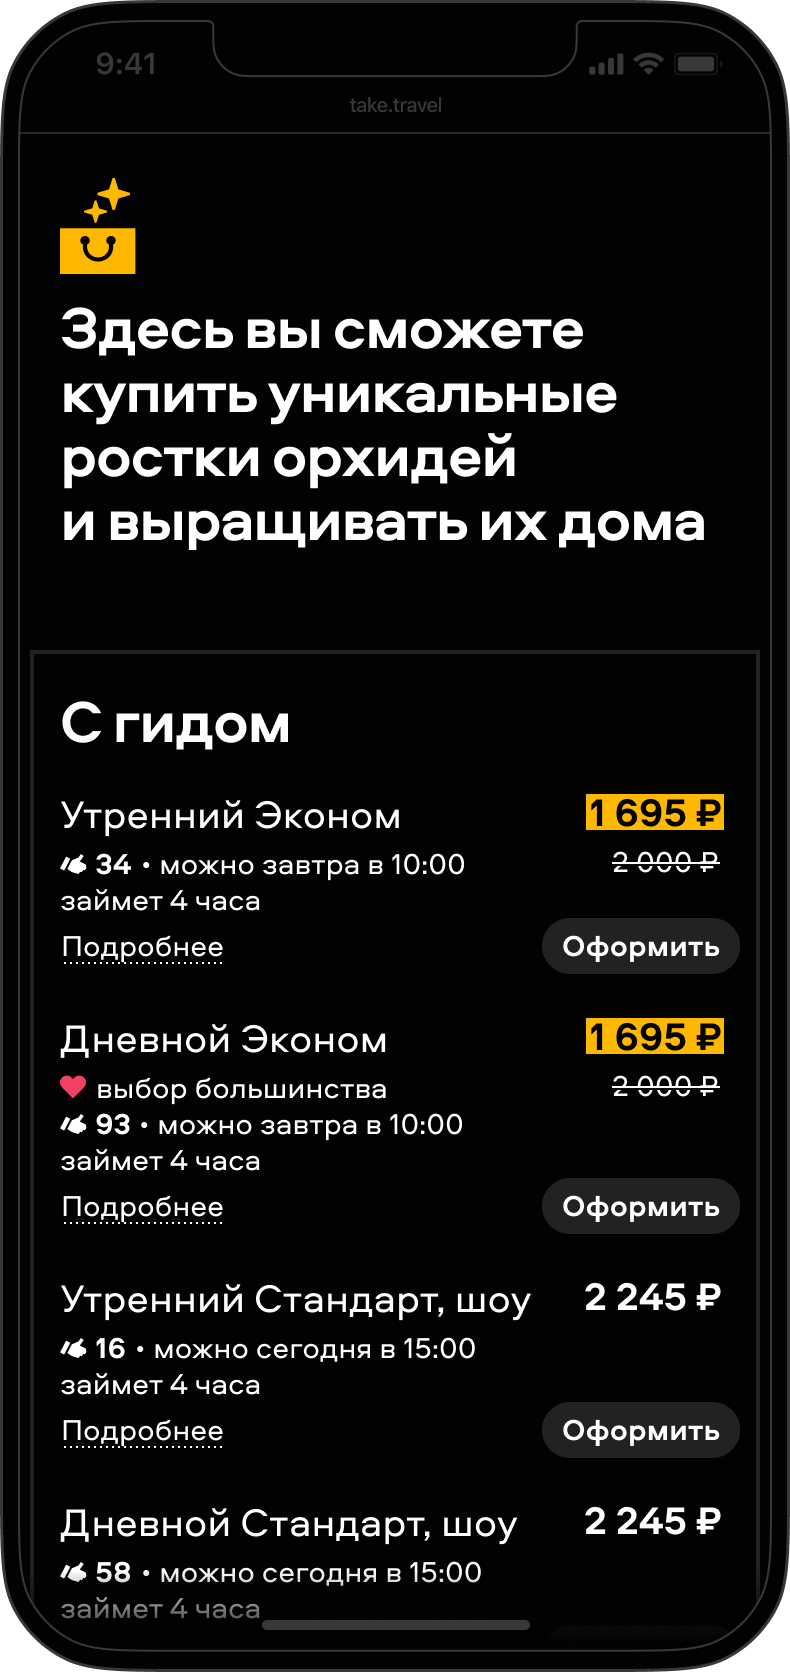 9:41
take.travel
Здесь вы сможете
купить уникальные
ростки орхидей
и выращивать их дома
С гидом
Утренний Эконом 1 695 ₽
34 • можно завтра в 10:00 2 000 ₽
займет 4 часа
Подробнее Оформить
Дневной Эконом 1 695 ₽
выбор большинства 2 000 ₽
93 • можно завтра в 10:00
займет 4 часа
Подробнее Оформить
Утренний Стандарт, шоу 2 245 ₽
16 • можно сегодня в 15:00
займет 4 часа
Подробнее Оформить
Дневной Стандарт, шоу 2 245 ₽
58 • можно сегодня в 15:00
займет 4 часа